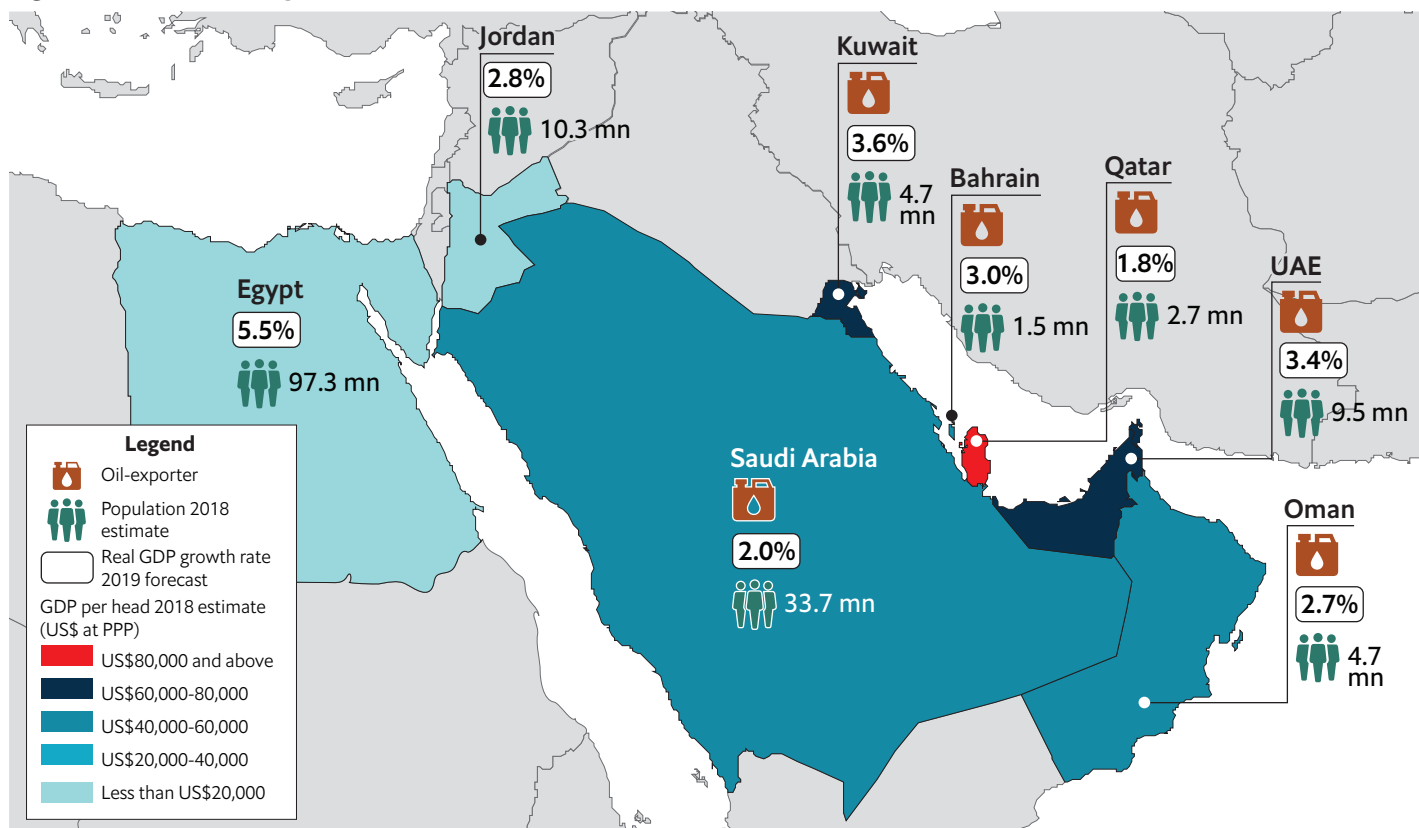 Jordan
2.8%
10.3 mn
Kuwait
3.6%
4.7
mn
Bahrain
3.0%
1.5 mn
Qatar
1.8%
2.7 mn
UAE
3.4%
9.5 mn
Egypt
5.5%
97.3 mn
Saudi Arabia
2.0%
33.7 mn
Oman
2.7%
4.7
mn
Legend
Oil-exporter
Population 2018
estimate
Real GDP growth rate
2019 forecast
GDP per head 2018 estimate
(US$ at PPP)
US$80,000 and above
US$60,000-80,000
US$40,000-60,000
US$20,000-40,000
Less than US$20,000